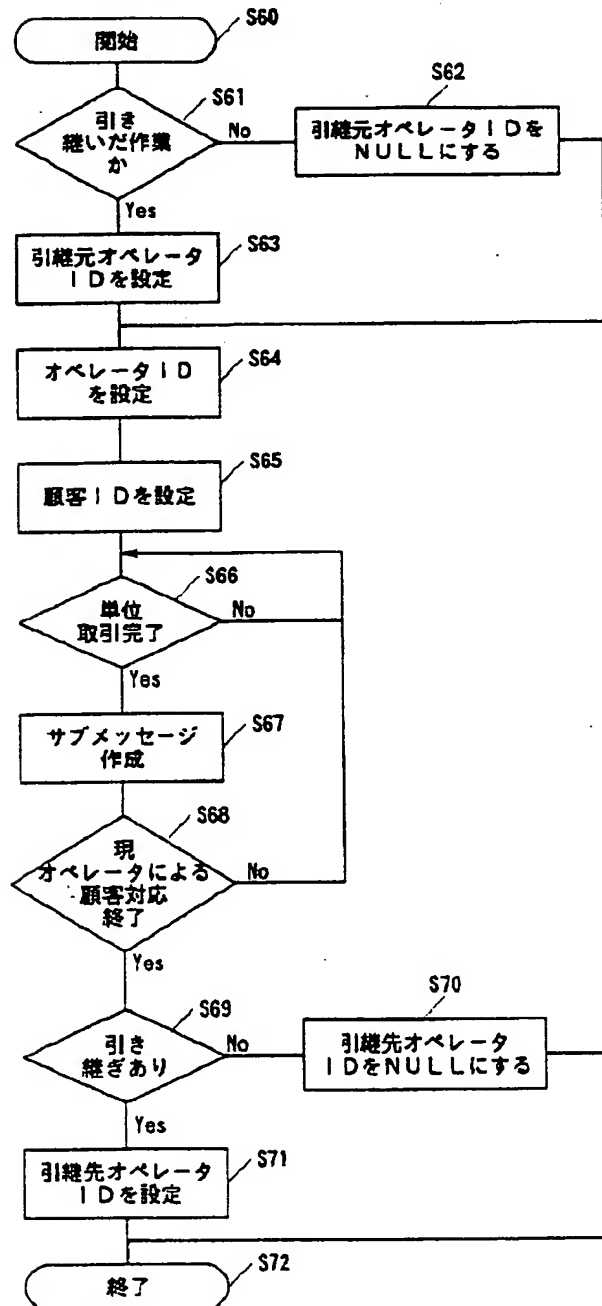 S60
開始
S61
引き
継いだ作業
か
No
S62
引継元オペレータIDを
NULLにする
Yes
S63
引継元オペレータ
IDを設定
S64
オペレータID
を設定
S65
顧客IDを設定
S66
単位
取引完了
No
Yes
S67
サブメッセージ
作成
S68
現
オペレータによる
顧客対応
終了
No
Yes
S69
引き
継ぎあり
No
S70
引継先オペレータ
IDをNULLにする
Yes
S71
引継先オペレータ
IDを設定
S72
終了